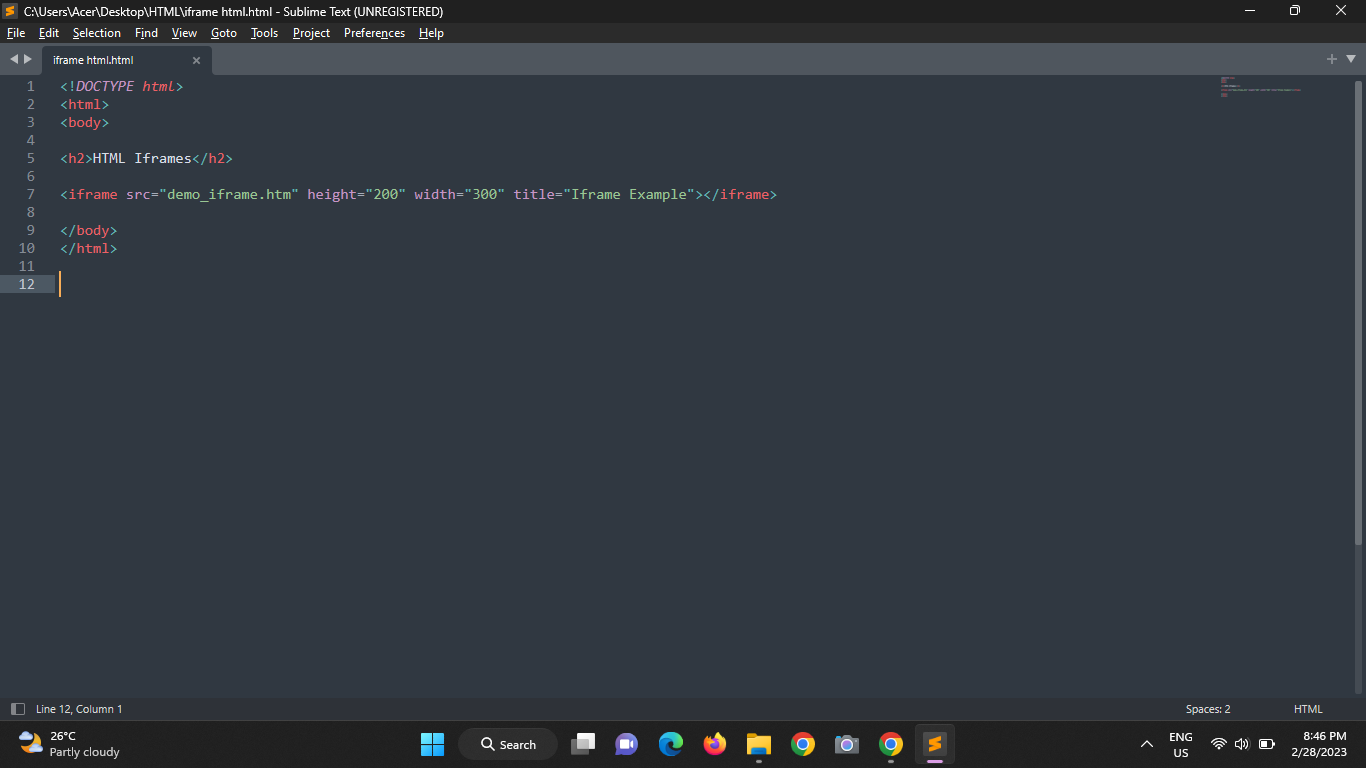 C:\Users\Acer\Desktop\HTML\iframe html.html - Sublime Text (UNREGISTERED)
File Edit Selection Find View Goto Tools Project Preferences Help
iframe html.html
1 <!DOCTYPE html>
2 <html>
3 <body>
4
5 <h2>HTML Iframes</h2>
6
7 <iframe src="demo_iframe.htm" height="200" width="300" title="Iframe Example"></iframe>
8
9 </body>
10 </html>
11
12
Line 12, Column 1 Spaces: 2 HTML
26°C
Partly cloudy
Search
ENG
US
8:46 PM
2/28/2023